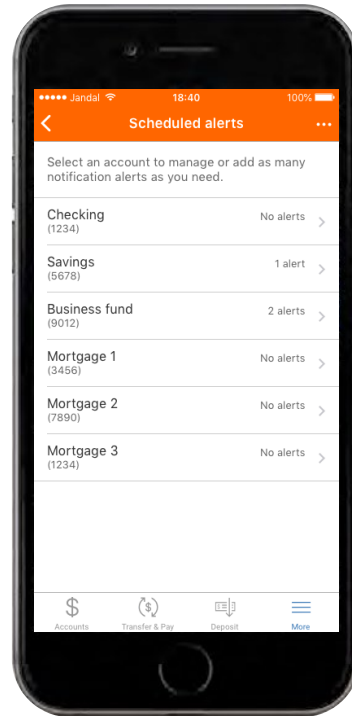 Jandal 18:40 100%
Scheduled alerts
Select an account to manage or add as many
notification alerts as you need.
Checking No alerts
(1234)
Savings 1 alert
(5678)
Business fund 2 alerts
(9012)
Mortgage 1 No alerts
(3456)
Mortgage 2 No alerts
(7890)
Mortgage 3 No alerts
(1234)
Accounts Transfer & Pay Deposit More